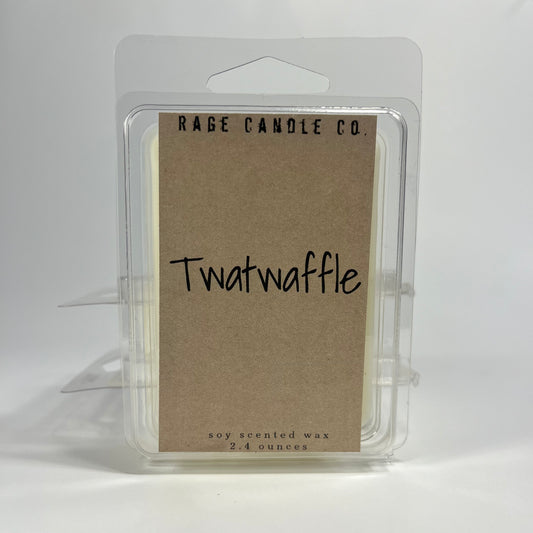 RAGE CANDLE CO.
Twatwaffle
soy scented wax
2.4 ounces